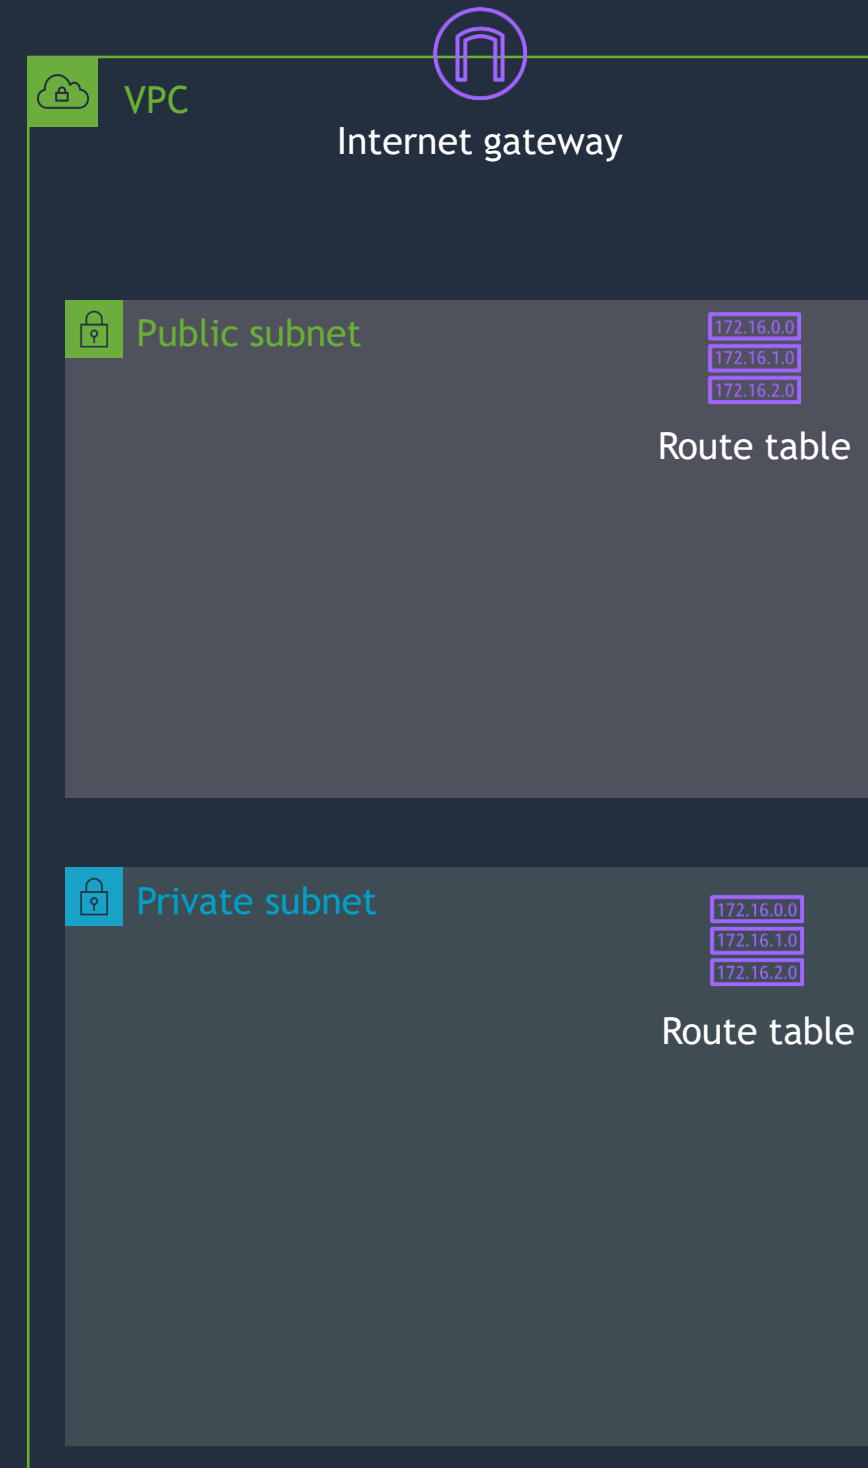 VPC
Internet gateway
Public subnet
172.16.0.0
172.16.1.0
172.16.2.0
Route table
Private subnet
172.16.0.0
172.16.1.0
172.16.2.0
Route table